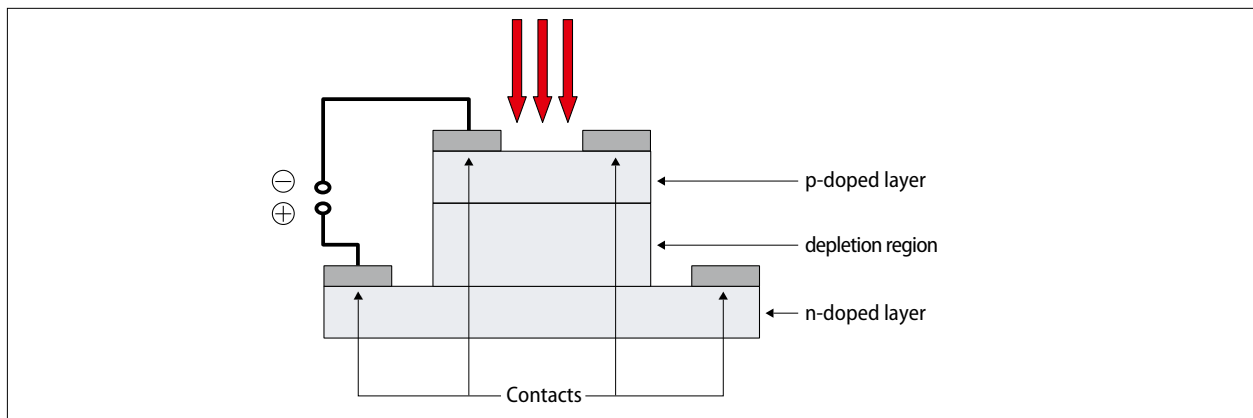 p-doped layer
⊖
⊕
depletion region
n-doped layer
Contacts